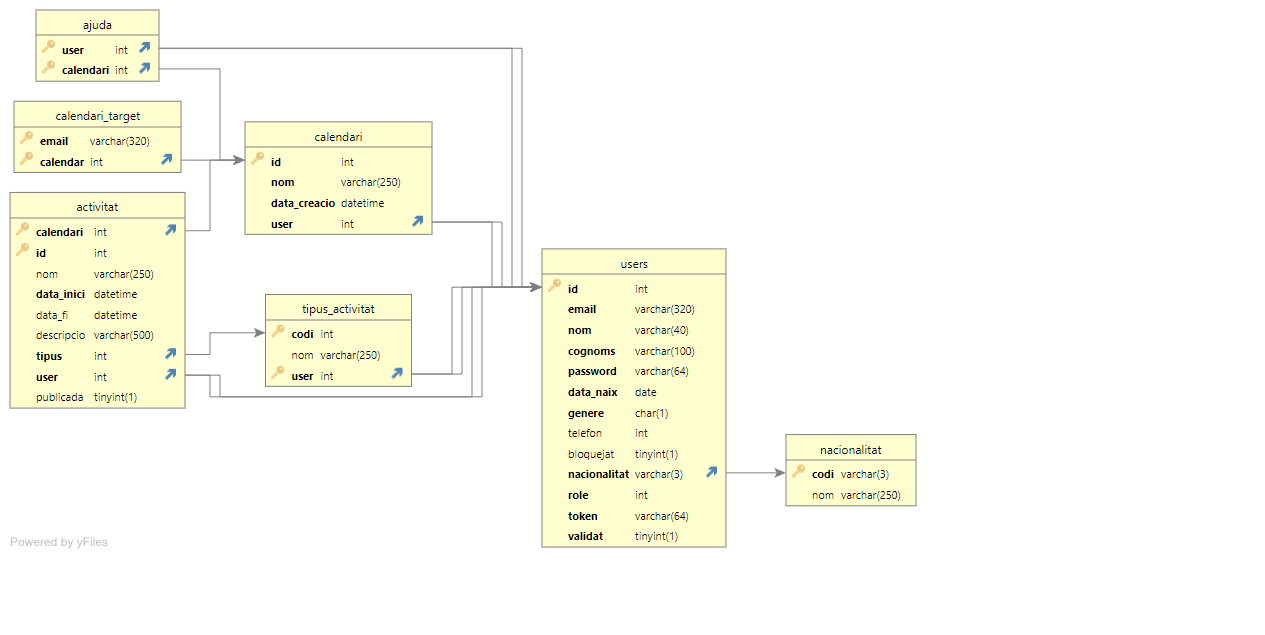 ajuda
user int
calendari int
calendari_target
email varchar(320)
calendar int
activitat
calendari int
id int
nom varchar(250)
data_inici datetime
data_fi datetime
descripcio varchar(500)
tipus int
user int
publicada tinyint(1)
calendari
id int
nom varchar(250)
data_creacio datetime
user int
tipus_activitat
codi int
nom varchar(250)
user int
users
id int
email varchar(320)
nom varchar(40)
cognoms varchar(100)
password varchar(64)
data_naix date
genere char(1)
telefon int
bloquejat tinyint(1)
nacionalitat varchar(3)
role int
token varchar(64)
validat tinyint(1)
nacionalitat
codi varchar(3)
nom varchar(250)
Powered by yFiles